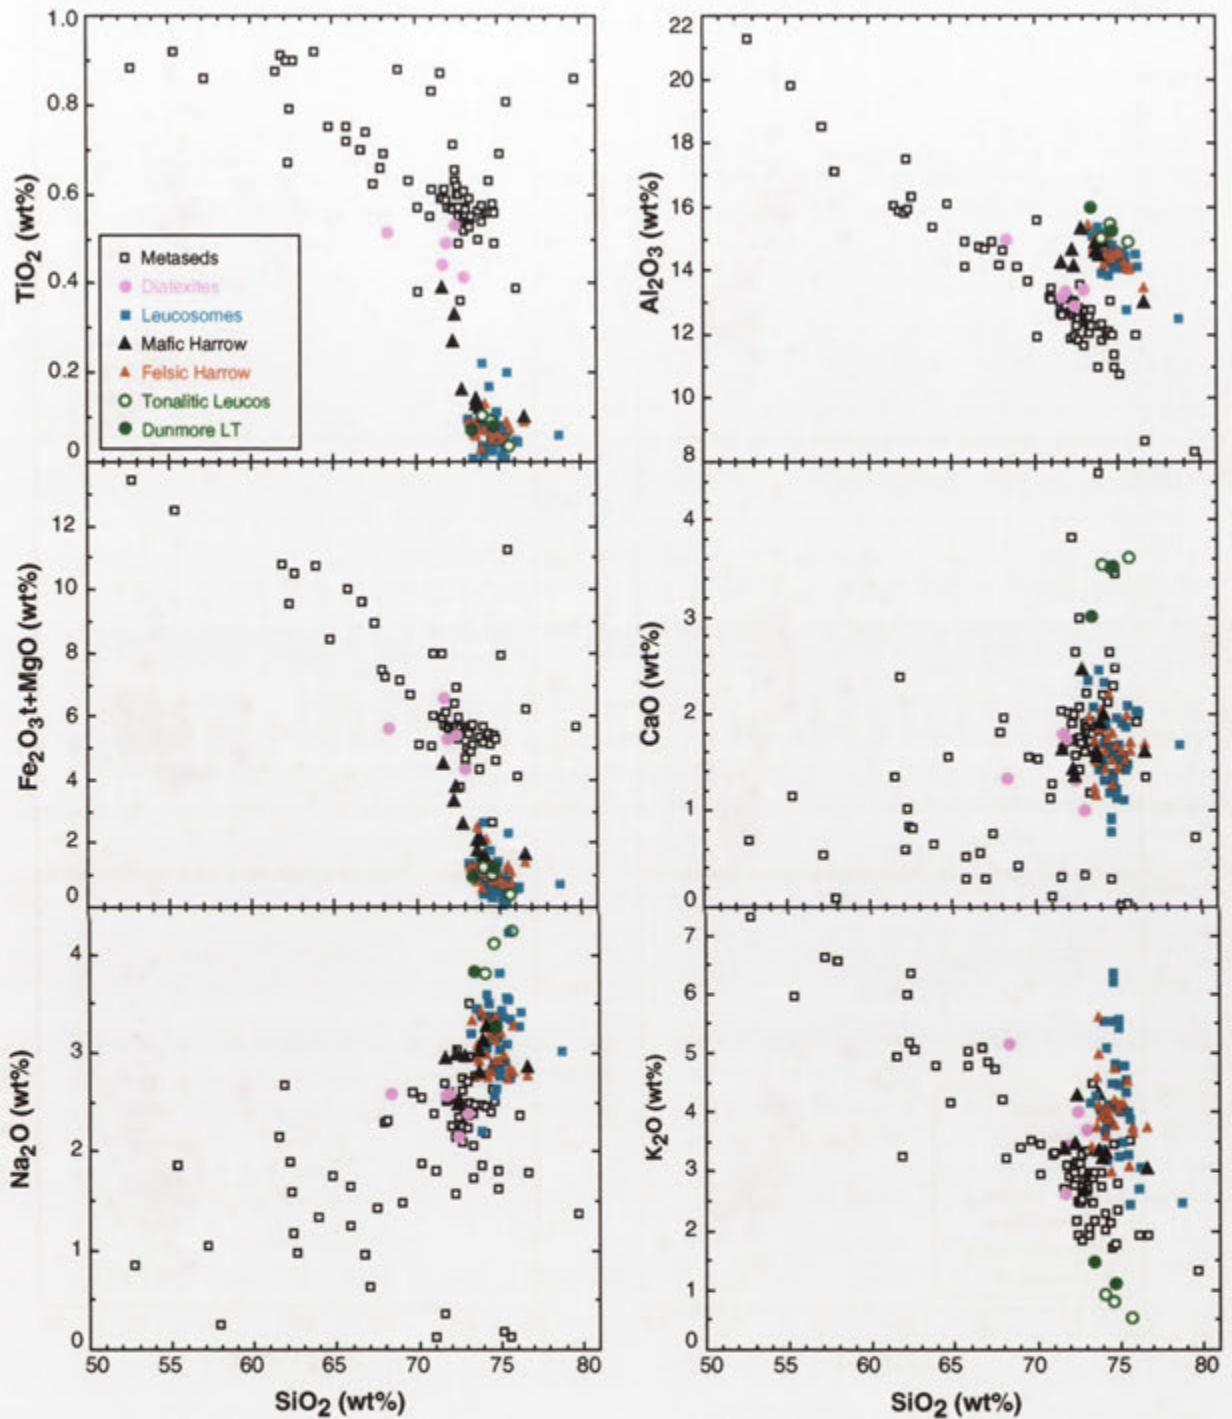 1.0
0.8
0.6
0.4
0.2
0
TiO2 (wt%)
Metaseds
Diatexites
Leucosomes
Mafic Harrow
Felsic Harrow
Tonalitic Leucos
Dunmore LT
22
20
18
16
14
12
10
8
Al2O3 (wt%)
12
10
8
6
4
2
0
Fe2O3t+MgO (wt%)
4
3
2
1
0
CaO (wt%)
4
3
2
1
0
Na2O (wt%)
50 55 60 65 70 75 80
SiO2 (wt%)
7
6
5
4
3
2
1
0
K2O (wt%)
50 55 60 65 70 75 80
SiO2 (wt%)